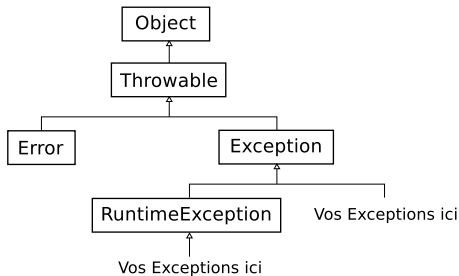 Object
Throwable
Error
Exception
RuntimeException
Vos Exceptions ici
Vos Exceptions ici